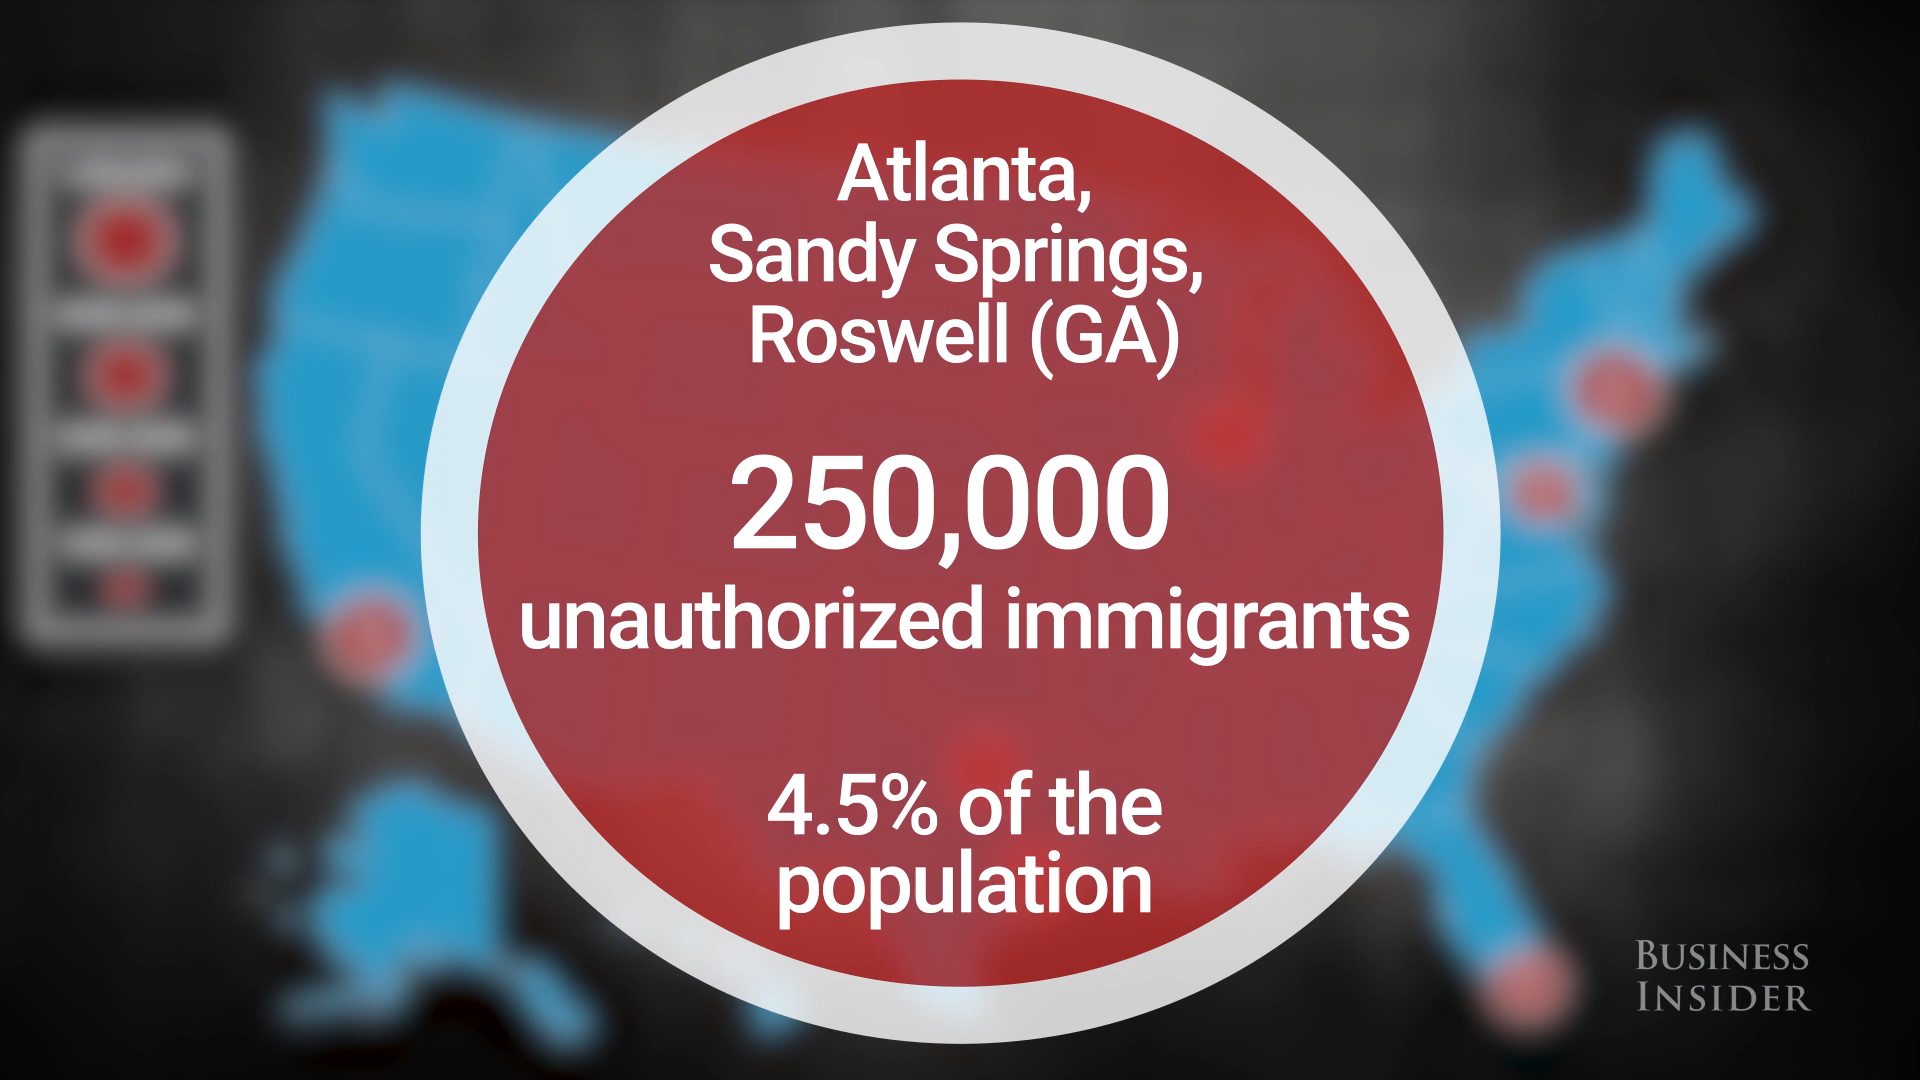 Atlanta,
Sandy Springs,
Roswell (GA)
250,000
unauthorized immigrants
4.5% of the
population
BUSINESS
INSIDER